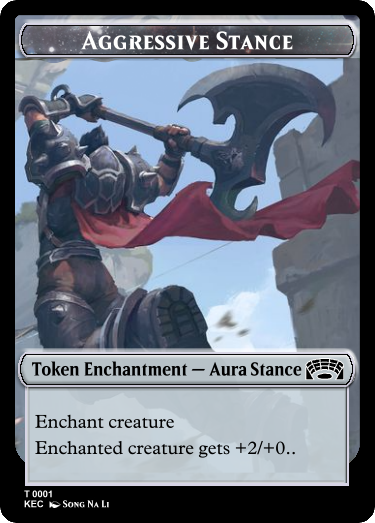 Aggressive Stance
Token Enchantment — Aura Stance
Enchant creature
Enchanted creature gets +2/+0..
T 0001
KEC Song Na Li